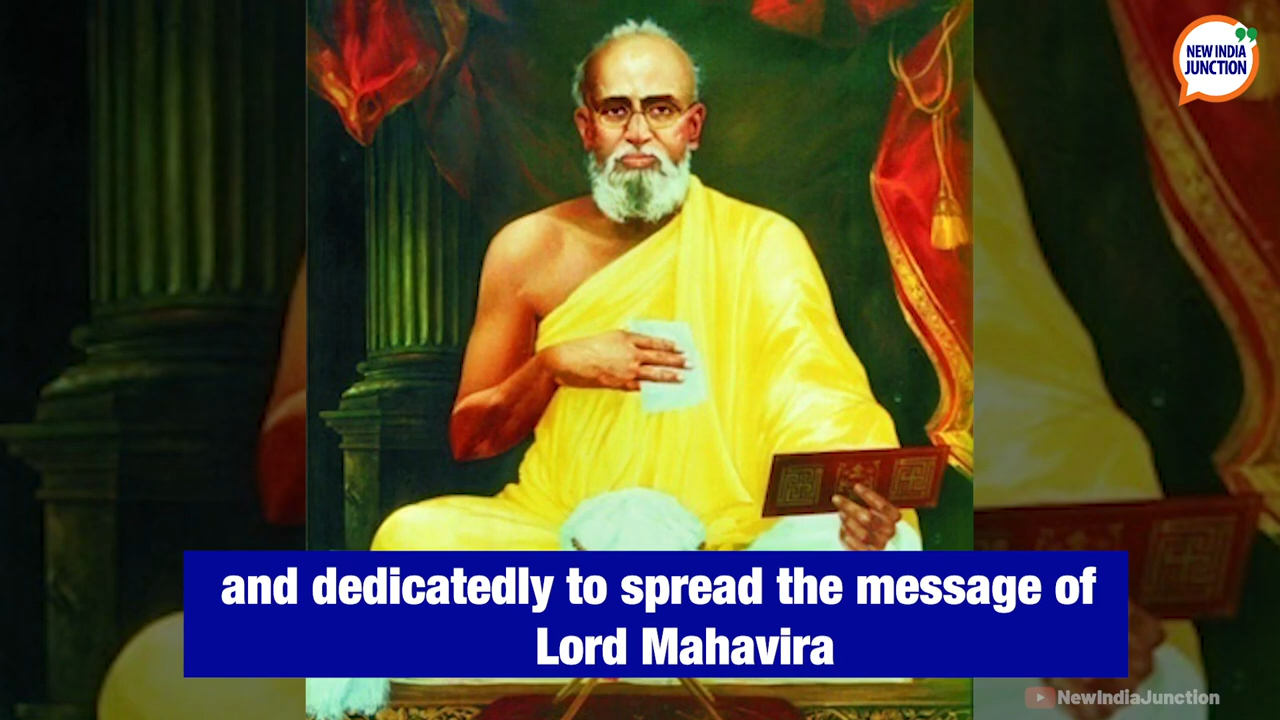 NEW INDIA
JUNCTION
and dedicatedly to spread the message of
Lord Mahavira
NewIndiaJunction